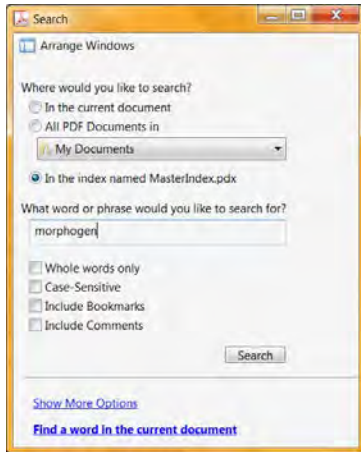 Search
Arrange Windows
Where would you like to search?
In the current document
All PDF Documents in
My Documents
In the index named MasterIndex.pdx
What word or phrase would you like to search for?
morphogen
Whole words only
Case-Sensitive
Include Bookmarks
Include Comments
Search
Show More Options
Find a word in the current document